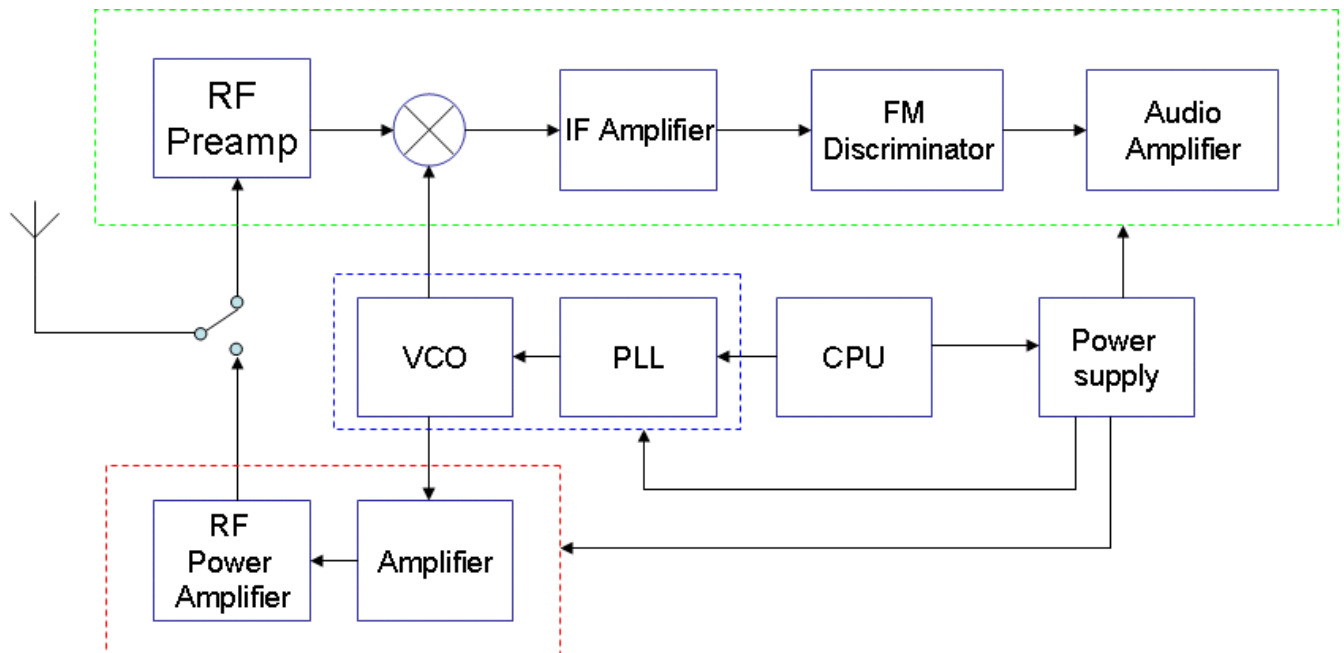 RF
Preamp
IF Amplifier
FM
Discriminator
Audio
Amplifier
VCO
PLL
CPU
Power
supply
RF
Power
Amplifier
Amplifier